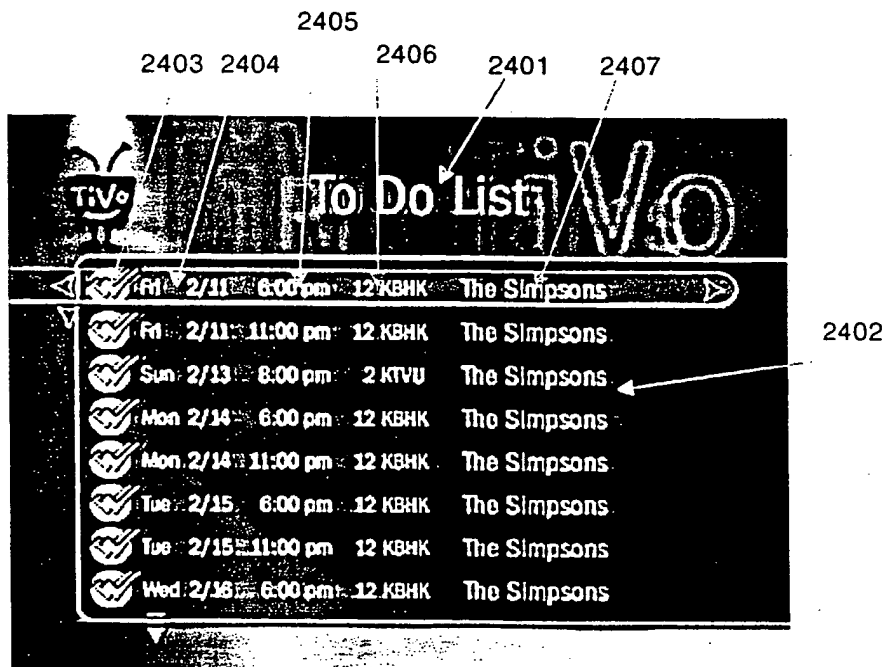 2405
2403 2404 2406 2401 2407
TiVo
To Do List
iVo
Fri 2/11 6:00 pm 12 KBHK The Simpsons
Fri 2/11 11:00 pm 12 KBHK The Simpsons
2402
Sun 2/13 8:00 pm 2 KTVU The Simpsons
Mon 2/14 6:00 pm 12 KBHK The Simpsons
Mon 2/14 11:00 pm 12 KBHK The Simpsons
Tue 2/15 6:00 pm 12 KBHK The Simpsons
Tue 2/15 11:00 pm 12 KBHK The Simpsons
Wed 2/16 6:00 pm 12 KBHK The Simpsons